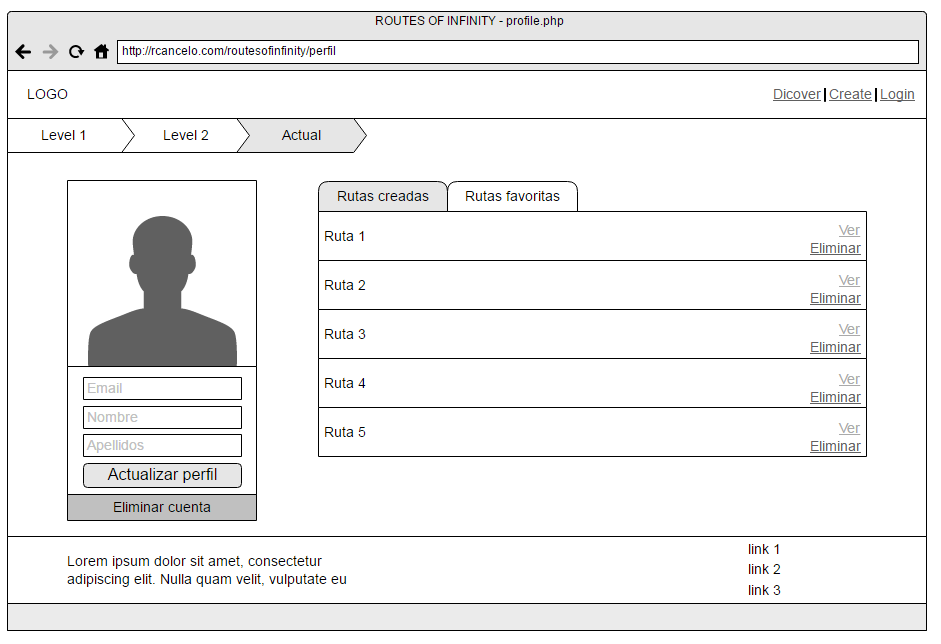 ROUTES OF INFINITY - profile.php
http://rcancelo.com/routesofinfinity/perfil
LOGO
Dicover | Create | Login
Level 1
Level 2
Actual
Email
Nombre
Apellidos
Actualizar perfil
Eliminar cuenta
Rutas creadas
Rutas favoritas
Ruta 1
Ver
Eliminar
Ruta 2
Ver
Eliminar
Ruta 3
Ver
Eliminar
Ruta 4
Ver
Eliminar
Ruta 5
Ver
Eliminar
Lorem ipsum dolor sit amet, consectetur
adipiscing elit. Nulla quam velit, vulputate eu
link 1
link 2
link 3